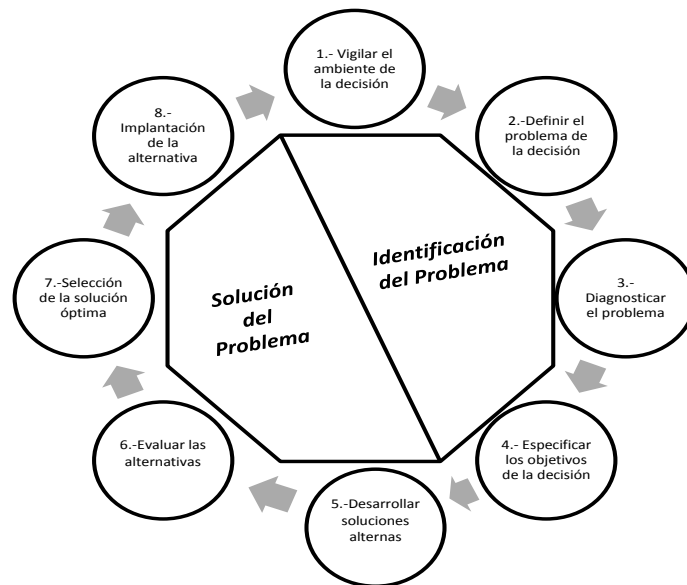 1.- Vigilar el
ambiente de
la decisión
2.-Definir el
problema de
la decisión
3.-
Diagnosticar
el problema
4.- Especificar
los objetivos
de la decisión
5.-Desarrollar
soluciones
alternas
6.-Evaluar las
alternativas
7.-Selección
de la solución
óptima
8.-
Implantación
de la
alternativa
Identificación
del Problema
Solución
del
Problema